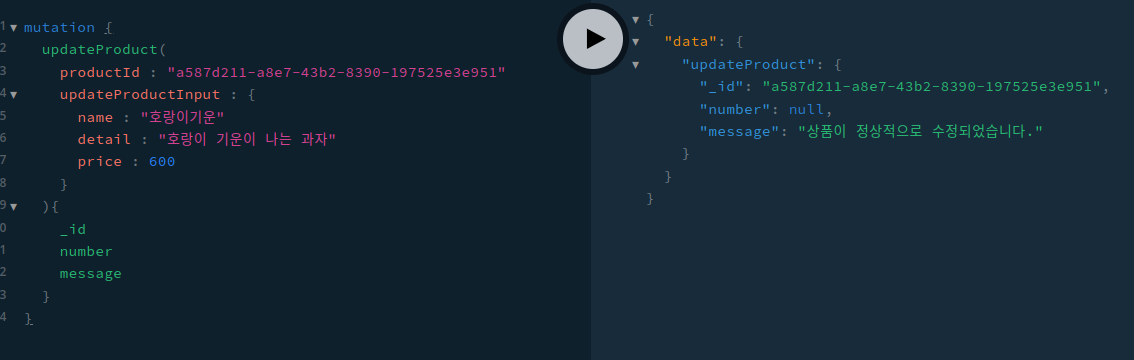 1 mutation {
2 updateProduct(
3 productId : "a587d211-a8e7-43b2-8390-197525e3e951"
4 updateProductInput : {
5 name : "호랑이기운"
6 detail : "호랑이 기운이 나는 과자"
7 price : 600
8 }
9 ){
0 _id
1 number
2 message
3 }
4 }
{
"data": {
"updateProduct": {
"_id": "a587d211-a8e7-43b2-8390-197525e3e951",
"number": null,
"message": "상품이 정상적으로 수정되었습니다."
}
}
}